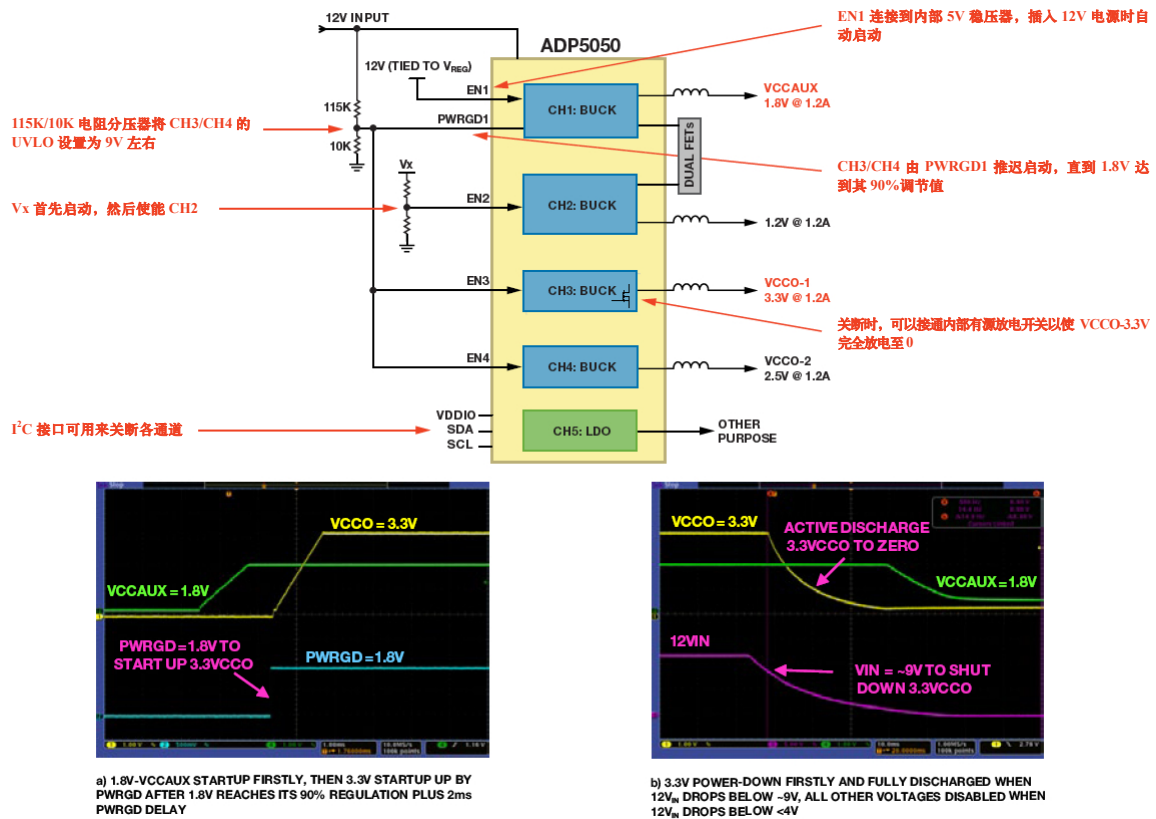 12V INPUT
EN1 连接到内部 5V 稳压器，插入 12V 电源时自
动启动
ADP5050
12V (TIED TO VREG)
EN1
CH1: BUCK
VCCAUX
1.8V @ 1.2A
115K
10K
115K/10K 电阻分压器将 CH3/CH4 的
UVLO 设置为 9V 左右
PWRGD1
DUAL FETs
CH3/CH4 由 PWRGD1 推迟启动，直到 1.8V 达
到其 90%调节值
Vx
Vx 首先启动，然后使能 CH2
EN2
CH2: BUCK
1.2V @ 1.2A
EN3
CH3: BUCK
VCCO-1
3.3V @ 1.2A
关断时，可以接通内部有源放电开关以使 VCCO-3.3V
完全放电至 0
EN4
CH4: BUCK
VCCO-2
2.5V @ 1.2A
I²C 接口可用来关断各通道
VDDIO
SDA
SCL
CH5: LDO
OTHER
PURPOSE
VCCO = 3.3V
VCCAUX = 1.8V
PWRGD = 1.8V TO
START UP 3.3VCCO
PWRGD = 1.8V
VCCO = 3.3V
ACTIVE DISCHARGE
3.3VCCO TO ZERO
VCCAUX = 1.8V
12VIN
VIN = ~9V TO SHUT
DOWN 3.3VCCO
a) 1.8V-VCCAUX STARTUP FIRSTLY, THEN 3.3V STARTUP UP BY
PWRGD AFTER 1.8V REACHES ITS 90% REGULATION PLUS 2ms
PWRGD DELAY
b) 3.3V POWER-DOWN FIRSTLY AND FULLY DISCHARGED WHEN
12VIN DROPS BELOW ~9V, ALL OTHER VOLTAGES DISABLED WHEN
12VIN DROPS BELOW <4V